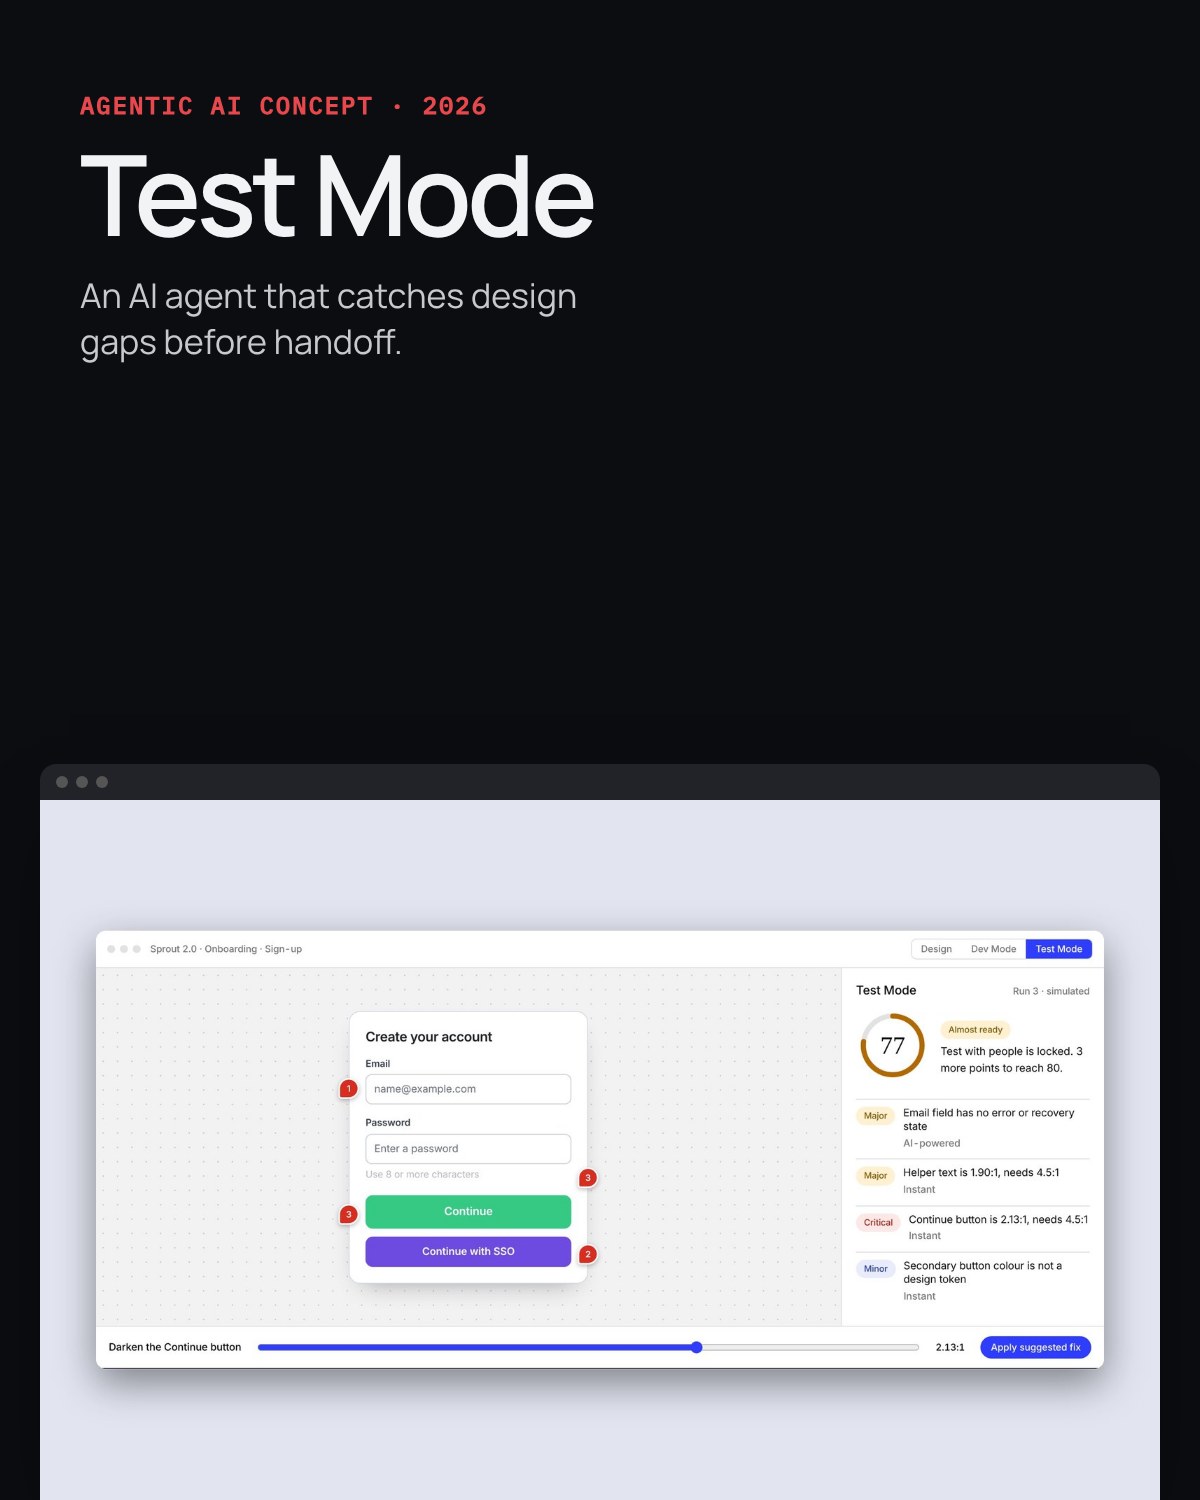 AGENTIC AI CONCEPT · 2026
Test Mode
An AI agent that catches design
gaps before handoff.
Sprout 2.0 · Onboarding · Sign-up
Design
Dev Mode
Test Mode
Create your account
Email
1
name@example.com
Password
Enter a password
Use 8 or more characters
3
3
Continue
Continue with SSO
2
Test Mode
Run 3 · simulated
77
Almost ready
Test with people is locked. 3
more points to reach 80.
Major
Email field has no error or recovery
state
AI-powered
Major
Helper text is 1.90:1, needs 4.5:1
Instant
Critical
Continue button is 2.13:1, needs 4.5:1
Instant
Minor
Secondary button colour is not a
design token
Instant
Darken the Continue button
2.13:1
Apply suggested fix